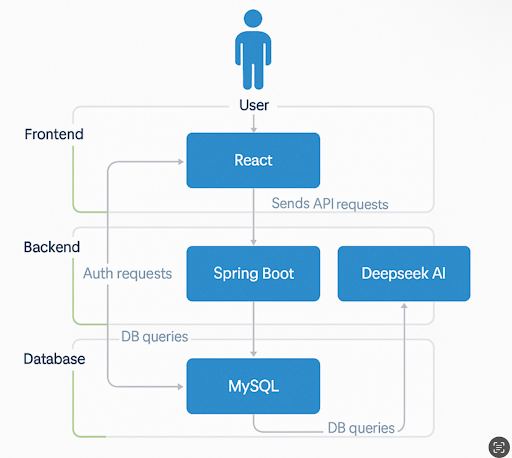 User
Frontend
React
Sends API requests
Backend
Auth requests
Spring Boot
Deepseek AI
DB queries
Database
MySQL
DB queries